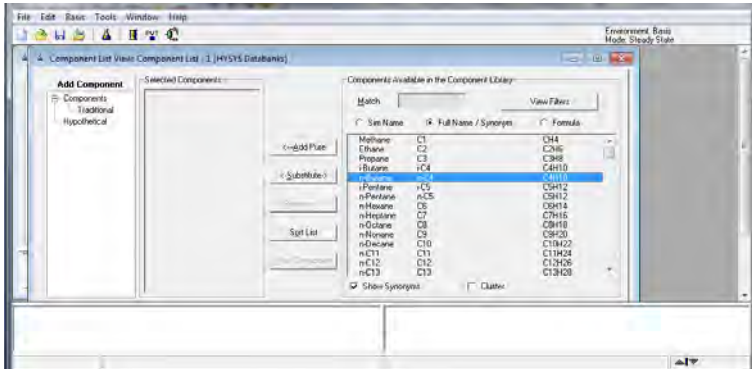 File Edit Basis Tools Window Help
Environment: Basis
Mode: Steady State
Component List View: Component List - 1 [HYSYS Databanks]
Add Component
Components
Traditional
Hypothetical
Selected Components
<--Add Pure
<-Substitute->
Sort List
Components Available in the Component Library
Match
View Filters
Sim Name Full Name / Synonym Formula
Methane C1 CH4
Ethane C2 C2H6
Propane C3 C3H8
i-Butane i-C4 C4H10
n-Butane n-C4 C4H10
i-Pentane i-C5 C5H12
n-Pentane n-C5 C5H12
n-Hexane C6 C6H14
n-Heptane C7 C7H16
n-Octane C8 C8H18
n-Nonane C9 C9H20
n-Decane C10 C10H22
n-C11 C11 C11H24
n-C12 C12 C12H26
n-C13 C13 C13H28
Show Synonyms Cluster